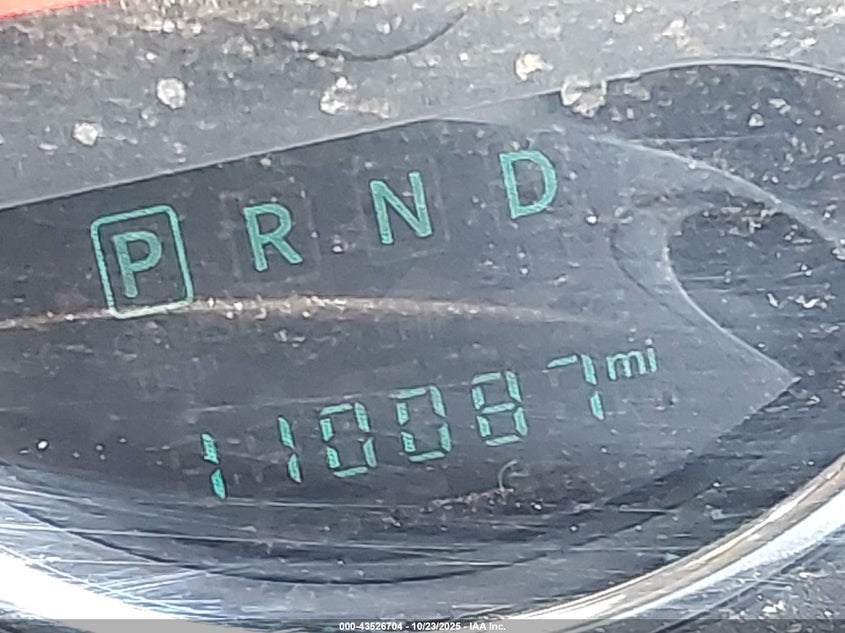 P R N D
110087 mi
000-43526704 - 10/23/2025 - IAA Inc.